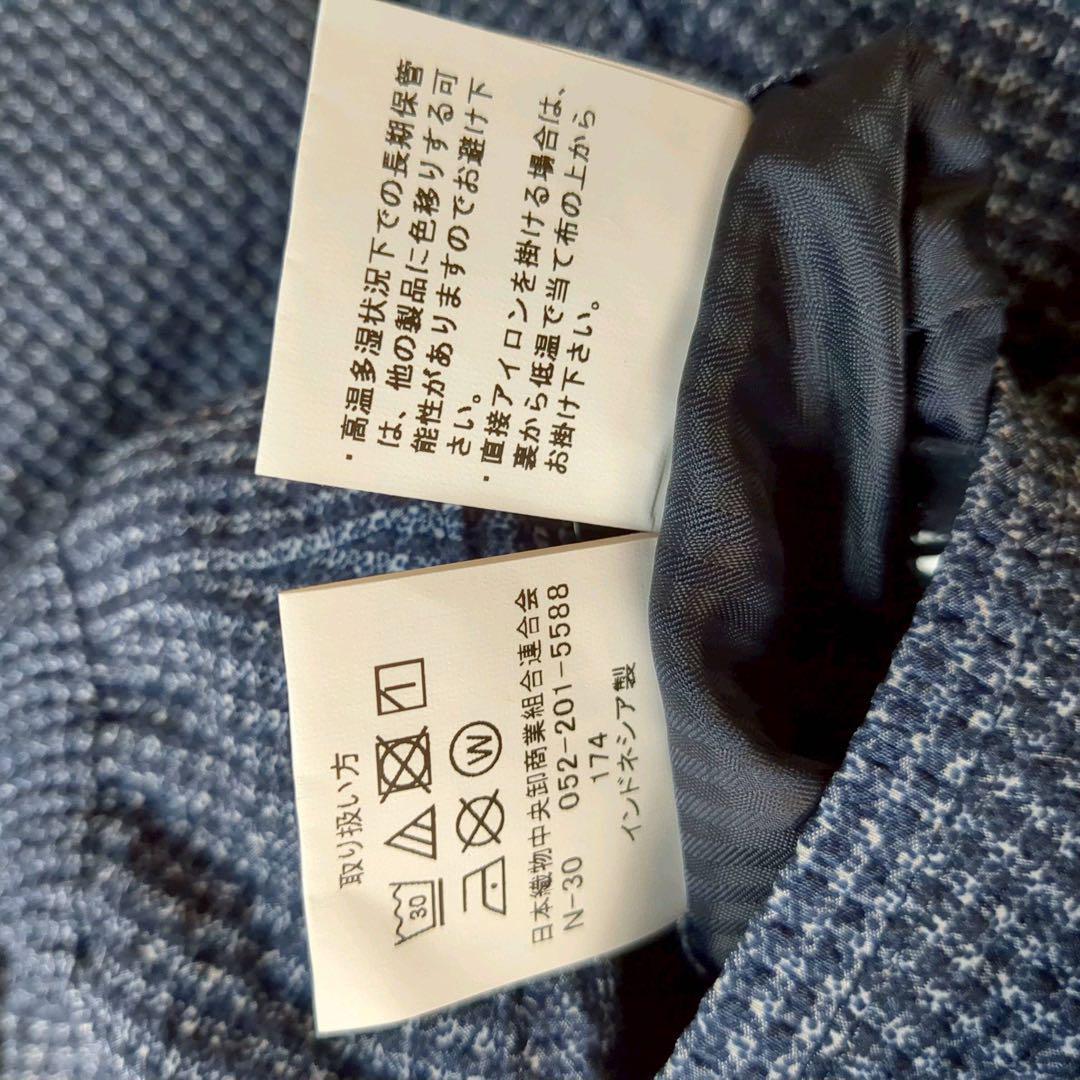 ・高温多湿状況下での長期保管
は、他の製品に色移りする可
能性がありますのでお避け下
さい。
・直接アイロンを掛ける場合は、
裏から低温で当て布の上から
お掛け下さい。
取り扱い方
30
W
日本織物中央卸商業組合連合会
N-30 052-201-5588
174
インドネシア製